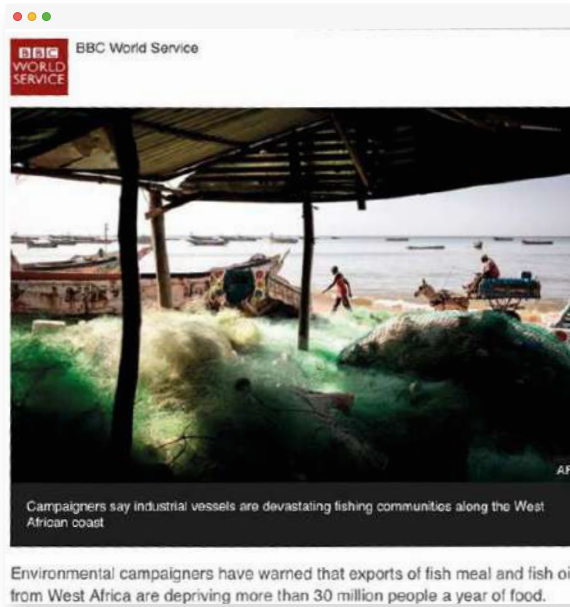 BBC
WORLD
SERVICE
BBC World Service
Campaigners say industrial vessels are devastating fishing communities along the West
African coast
Environmental campaigners have warned that exports of fish meal and fish oi
from West Africa are depriving more than 30 million people a year of food.